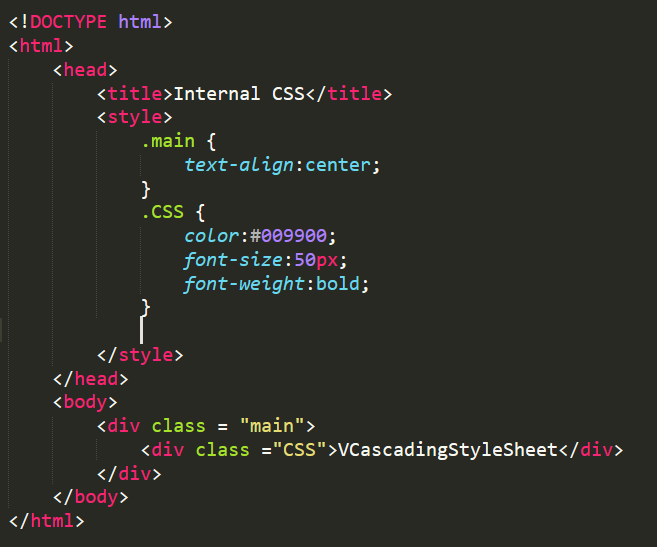 <!DOCTYPE html>
<html>
    <head>
        <title>Internal CSS</title>
        <style>
            .main {
                text-align:center;
            }
            .CSS {
                color:#009900;
                font-size:50px;
                font-weight:bold;
            }
        </style>
    </head>
    <body>
        <div class = "main">
            <div class ="CSS">VCascadingStyleSheet</div>
        </div>
    </body>
</html>